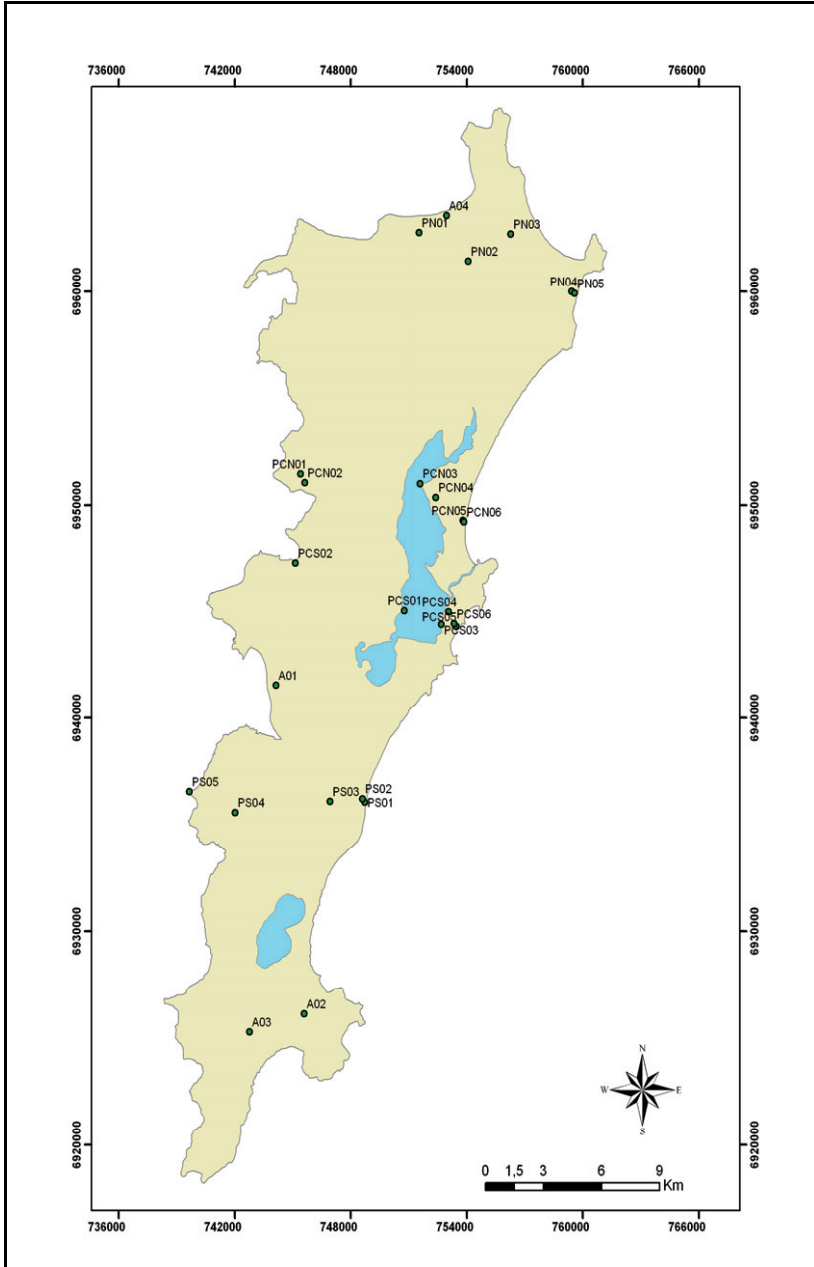 736000 742000 748000 754000 760000 766000
A04
PN01 PN03
PN02
PN04 PN05
6960000 6960000
PCN01
PCN02 PCN03
PCN04
6950000 6950000
PCN05 PCN06
PCS02
PCS01 PCS04
PCS06
PCS05
PCS03
A01
6940000 6940000
PS05
PS03 PS02
PS04 PS01
6930000 6930000
A02
A03
N
W E
S
6920000 6920000
0 1,5 3 6 9
Km
736000 742000 748000 754000 760000 766000